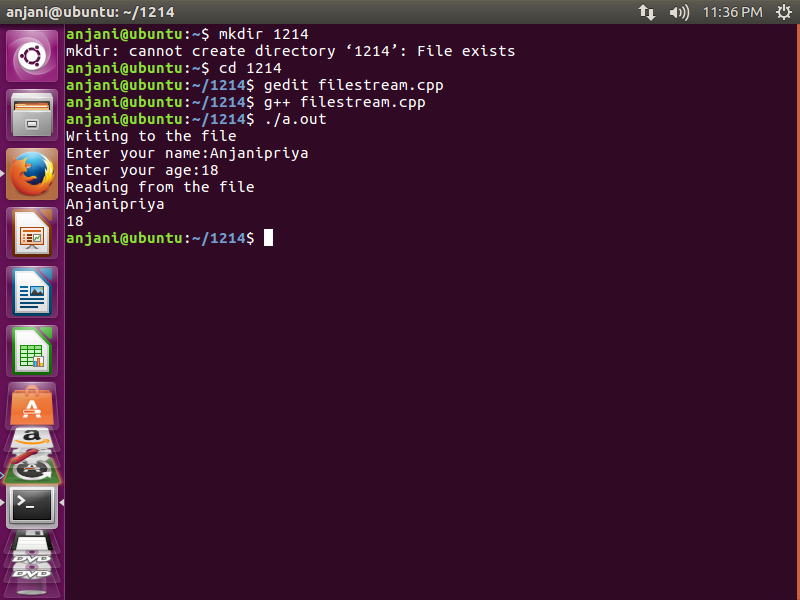 anjani@ubuntu: ~/1214
11:36 PM
anjani@ubuntu:~$ mkdir 1214
mkdir: cannot create directory ‘1214’: File exists
anjani@ubuntu:~$ cd 1214
anjani@ubuntu:~/1214$ gedit filestream.cpp
anjani@ubuntu:~/1214$ g++ filestream.cpp
anjani@ubuntu:~/1214$ ./a.out
Writing to the file
Enter your name:Anjanipriya
Enter your age:18
Reading from the file
Anjanipriya
18
anjani@ubuntu:~/1214$
A
a
>_
DVD
DVD